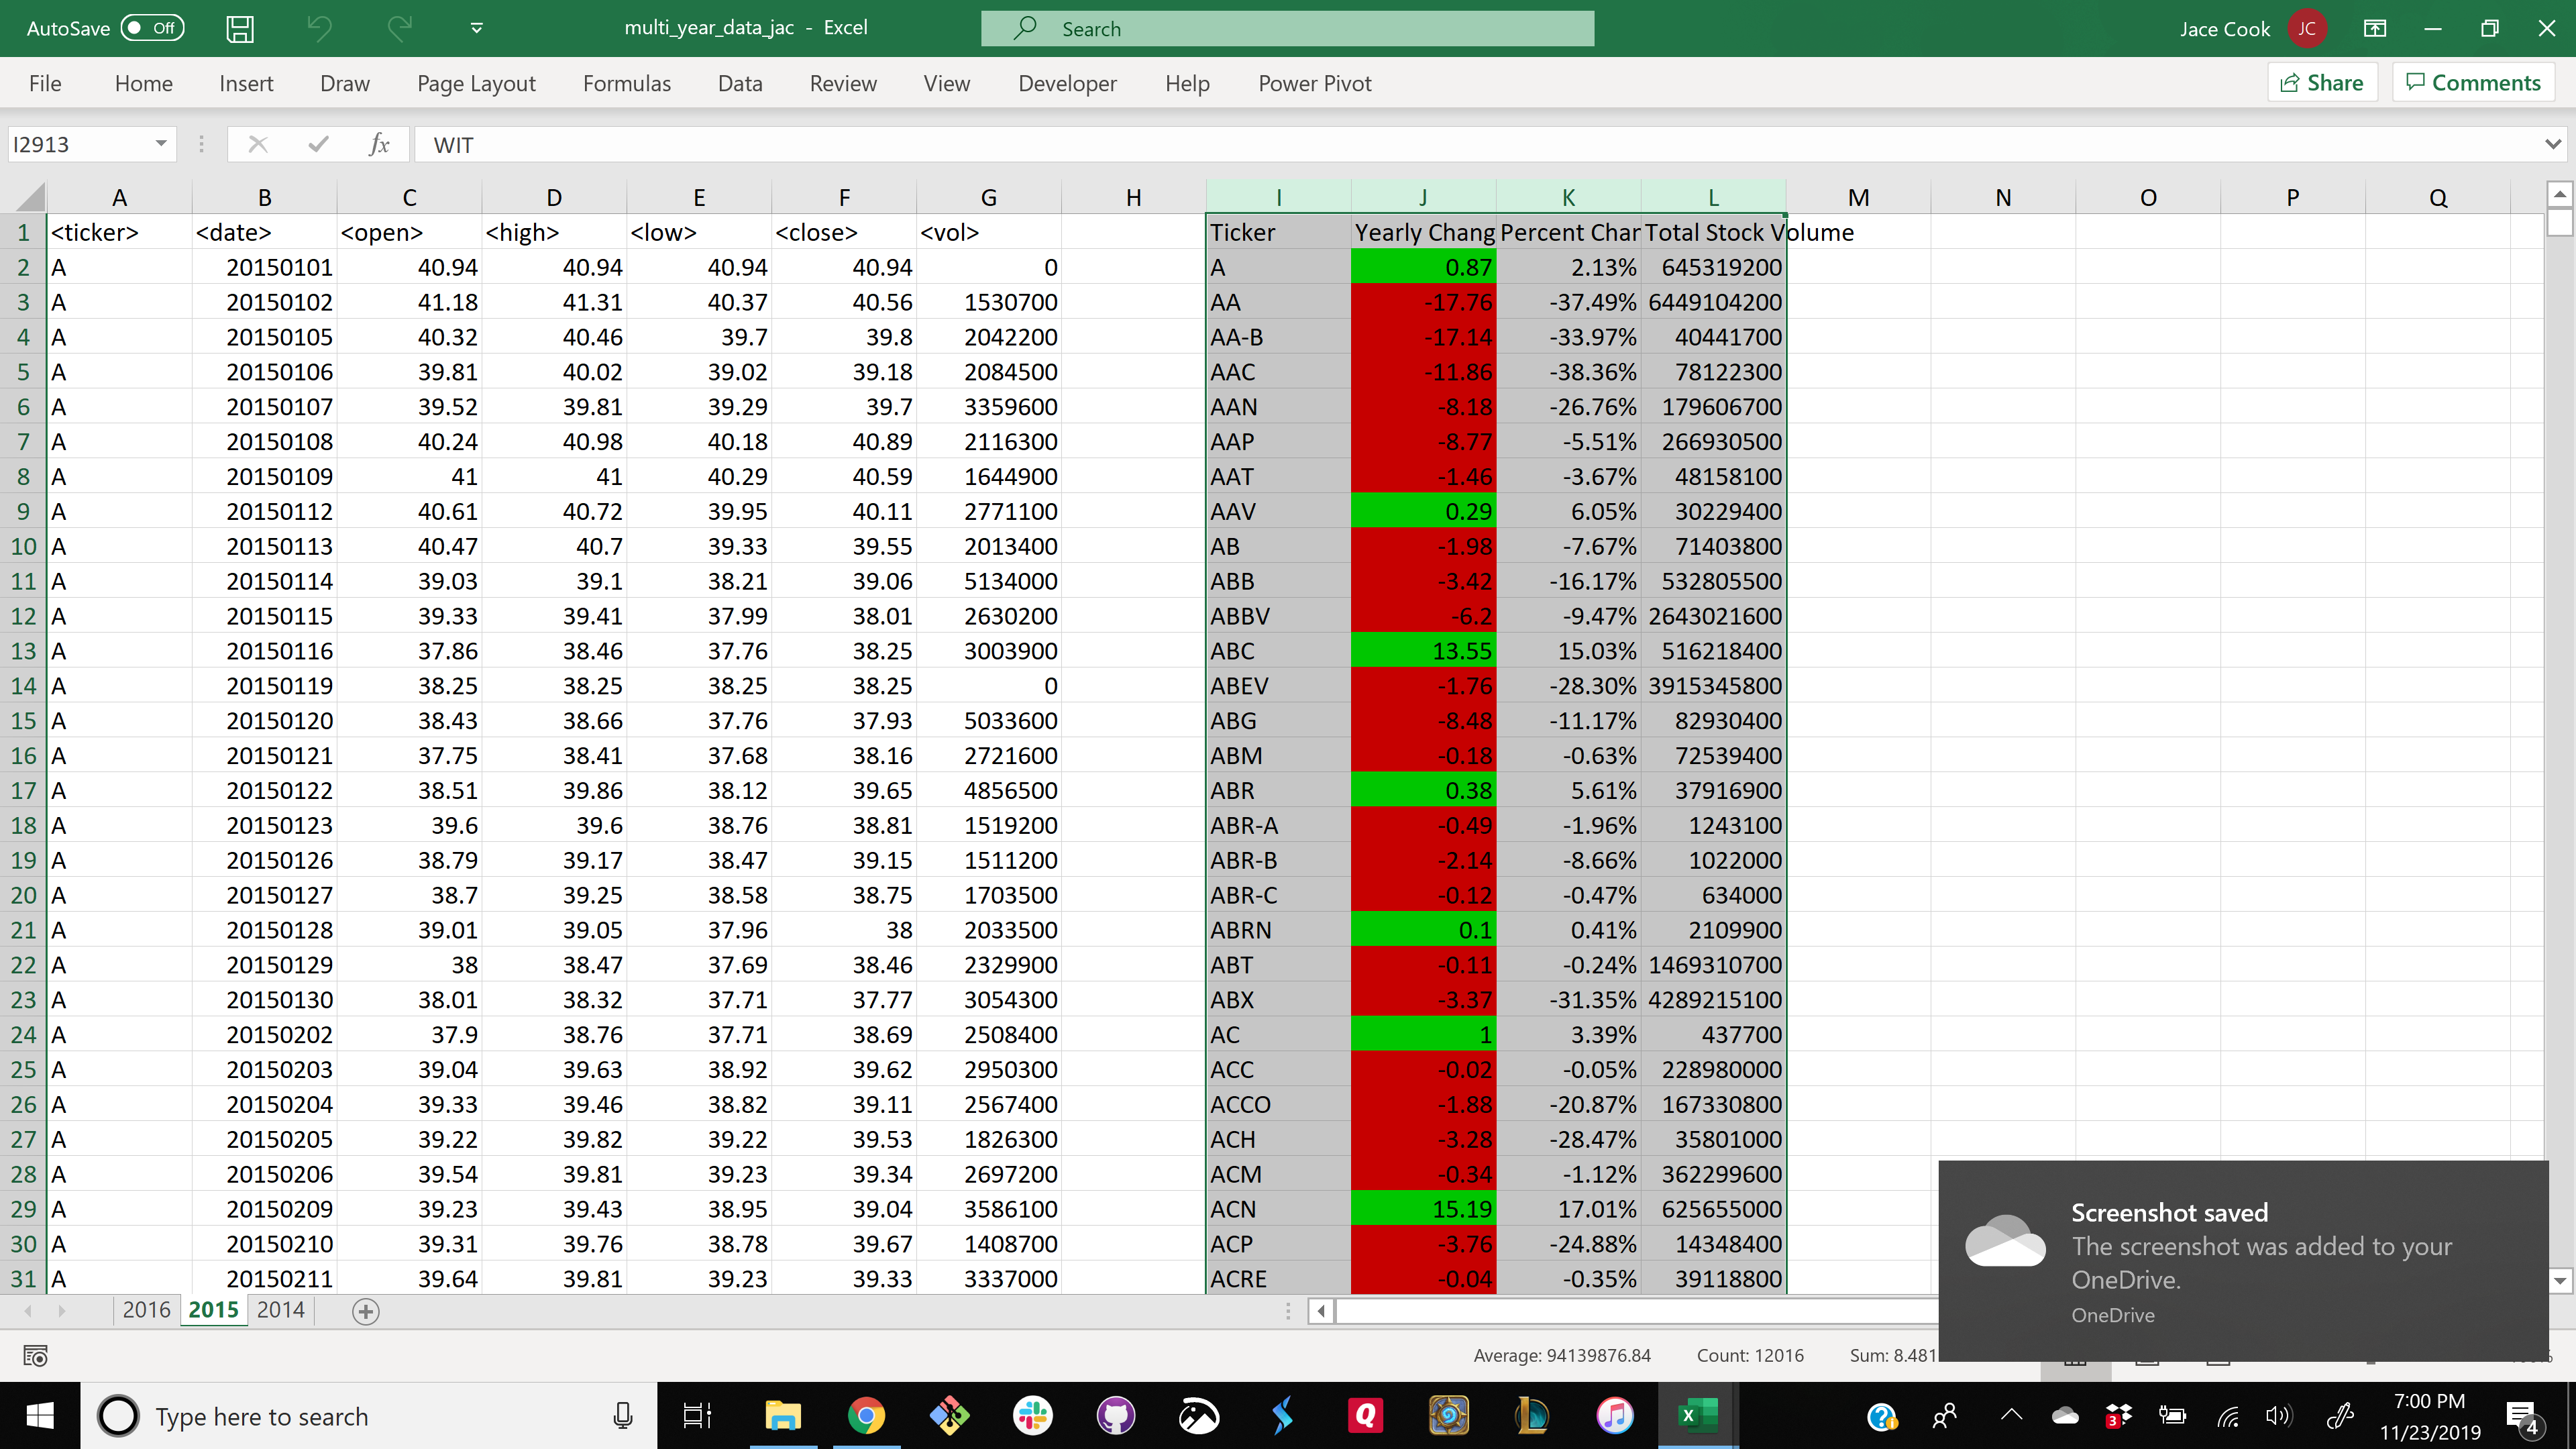 AutoSave Off multi_year_data_jac - Excel Search Jace Cook JC
File Home Insert Draw Page Layout Formulas Data Review View Developer Help Power Pivot Share Comments
I2913 fx WIT
A B C D E F G H I J K L M N O P Q
1 <ticker> <date> <open> <high> <low> <close> <vol> Ticker Yearly Chang Percent Char Total Stock Volume
2 A 20150101 40.94 40.94 40.94 40.94 0 A 0.87 2.13% 645319200
3 A 20150102 41.18 41.31 40.37 40.56 1530700 AA -17.76 -37.49% 6449104200
4 A 20150105 40.32 40.46 39.7 39.8 2042200 AA-B -17.14 -33.97% 40441700
5 A 20150106 39.81 40.02 39.02 39.18 2084500 AAC -11.86 -38.36% 78122300
6 A 20150107 39.52 39.81 39.29 39.7 3359600 AAN -8.18 -26.76% 179606700
7 A 20150108 40.24 40.98 40.18 40.89 2116300 AAP -8.77 -5.51% 266930500
8 A 20150109 41 41 40.29 40.59 1644900 AAT -1.46 -3.67% 48158100
9 A 20150112 40.61 40.72 39.95 40.11 2771100 AAV 0.29 6.05% 30229400
10 A 20150113 40.47 40.7 39.33 39.55 2013400 AB -1.98 -7.67% 71403800
11 A 20150114 39.03 39.1 38.21 39.06 5134000 ABB -3.42 -16.17% 532805500
12 A 20150115 39.33 39.41 37.99 38.01 2630200 ABBV -6.2 -9.47% 2643021600
13 A 20150116 37.86 38.46 37.76 38.25 3003900 ABC 13.55 15.03% 516218400
14 A 20150119 38.25 38.25 38.25 38.25 0 ABEV -1.76 -28.30% 3915345800
15 A 20150120 38.43 38.66 37.76 37.93 5033600 ABG -8.48 -11.17% 82930400
16 A 20150121 37.75 38.41 37.68 38.16 2721600 ABM -0.18 -0.63% 72539400
17 A 20150122 38.51 39.86 38.12 39.65 4856500 ABR 0.38 5.61% 37916900
18 A 20150123 39.6 39.6 38.76 38.81 1519200 ABR-A -0.49 -1.96% 1243100
19 A 20150126 38.79 39.17 38.47 39.15 1511200 ABR-B -2.14 -8.66% 1022000
20 A 20150127 38.7 39.25 38.58 38.75 1703500 ABR-C -0.12 -0.47% 634000
21 A 20150128 39.01 39.05 37.96 38 2033500 ABRN 0.1 0.41% 2109900
22 A 20150129 38 38.47 37.69 38.46 2329900 ABT -0.11 -0.24% 1469310700
23 A 20150130 38.01 38.32 37.71 37.77 3054300 ABX -3.37 -31.35% 4289215100
24 A 20150202 37.9 38.76 37.71 38.69 2508400 AC 1 3.39% 437700
25 A 20150203 39.04 39.63 38.92 39.62 2950300 ACC -0.02 -0.05% 228980000
26 A 20150204 39.33 39.46 38.82 39.11 2567400 ACCO -1.88 -20.87% 167330800
27 A 20150205 39.22 39.82 39.22 39.53 1826300 ACH -3.28 -28.47% 35801000
28 A 20150206 39.54 39.81 39.23 39.34 2697200 ACM -0.34 -1.12% 362299600
29 A 20150209 39.23 39.43 38.95 39.04 3586100 ACN 15.19 17.01% 625655000
30 A 20150210 39.31 39.76 38.78 39.67 1408700 ACP -3.76 -24.88% 14348400
31 A 20150211 39.64 39.81 39.23 39.33 3337000 ACRE -0.04 -0.35% 39118800
Screenshot saved
The screenshot was added to your
OneDrive.
OneDrive
2016 2015 2014
Average: 94139876.84 Count: 12016 Sum: 8.481
Type here to search
3
7:00 PM
11/23/2019
4